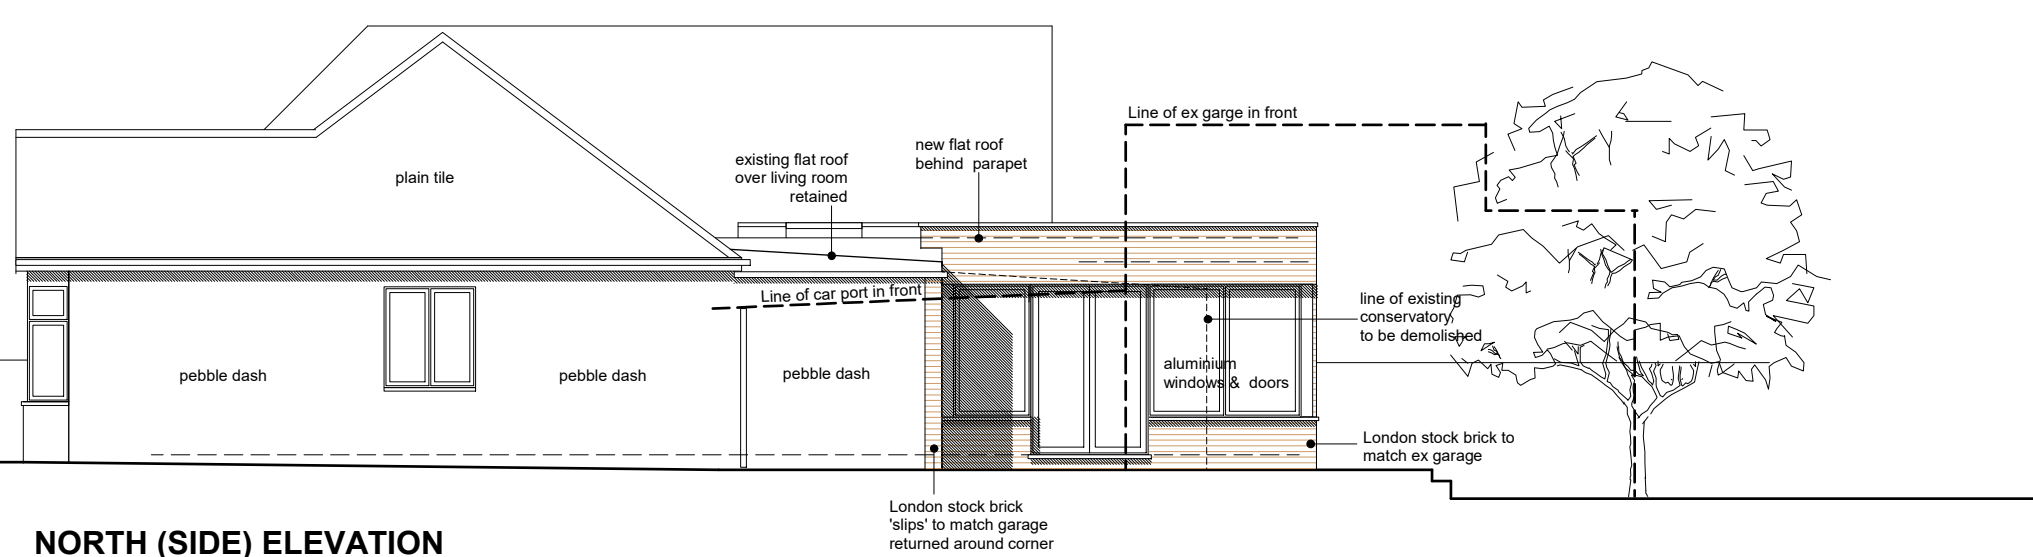 Line of ex garge in front
new flat roof
behind parapet
existing flat roof
over living room
retained
plain tile
Line of car port in front
line of existing
conservatory
to be demolished
aluminium
windows & doors
pebble dash
pebble dash
pebble dash
London stock brick to
match ex garage
London stock brick
'slips' to match garage
returned around corner
NORTH (SIDE) ELEVATION